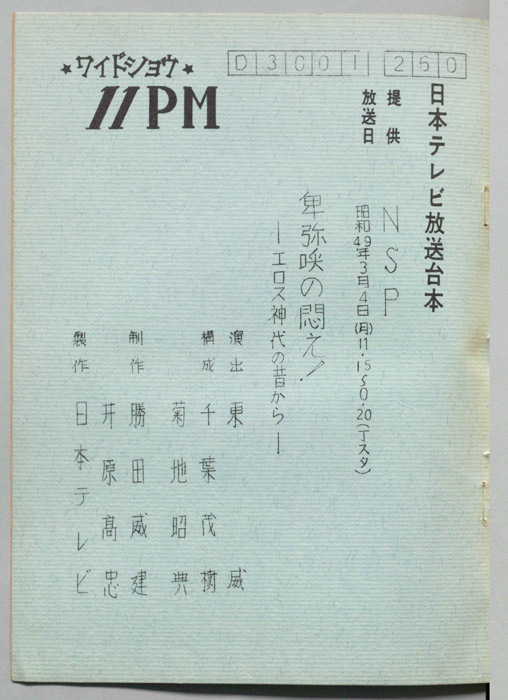 日本テレビ放送台本
D3001 260
提供 NSP
放送日 昭和49年3月4日(月)11・15~0・20(Tスタ)
★ワイドショウ★
11PM
卑弥呼の悶え!
―エロス神代の昔から―
演出 東 威
構成 千葉茂樹
菊地昭典
制作 勝田威建
井原高忠
製作 日本テレビ